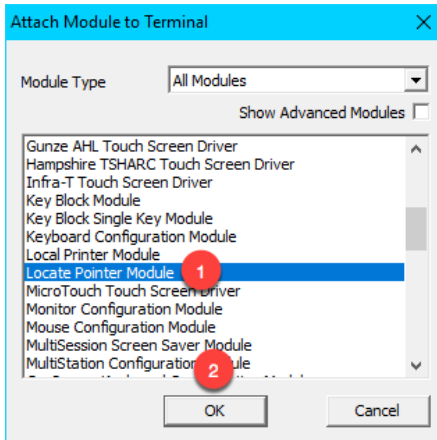 Attach Module to Terminal
Module Type
All Modules
Show Advanced Modules
Gunze AHL Touch Screen Driver
Hampshire TSHARC Touch Screen Driver
Infra-T Touch Screen Driver
Key Block Module
Key Block Single Key Module
Keyboard Configuration Module
Local Printer Module
Locate Pointer Module 1
MicroTouch Touch Screen Driver
Monitor Configuration Module
Mouse Configuration Module
MultiSession Screen Saver Module
MultiStation Configuration Module
2
OK
Cancel